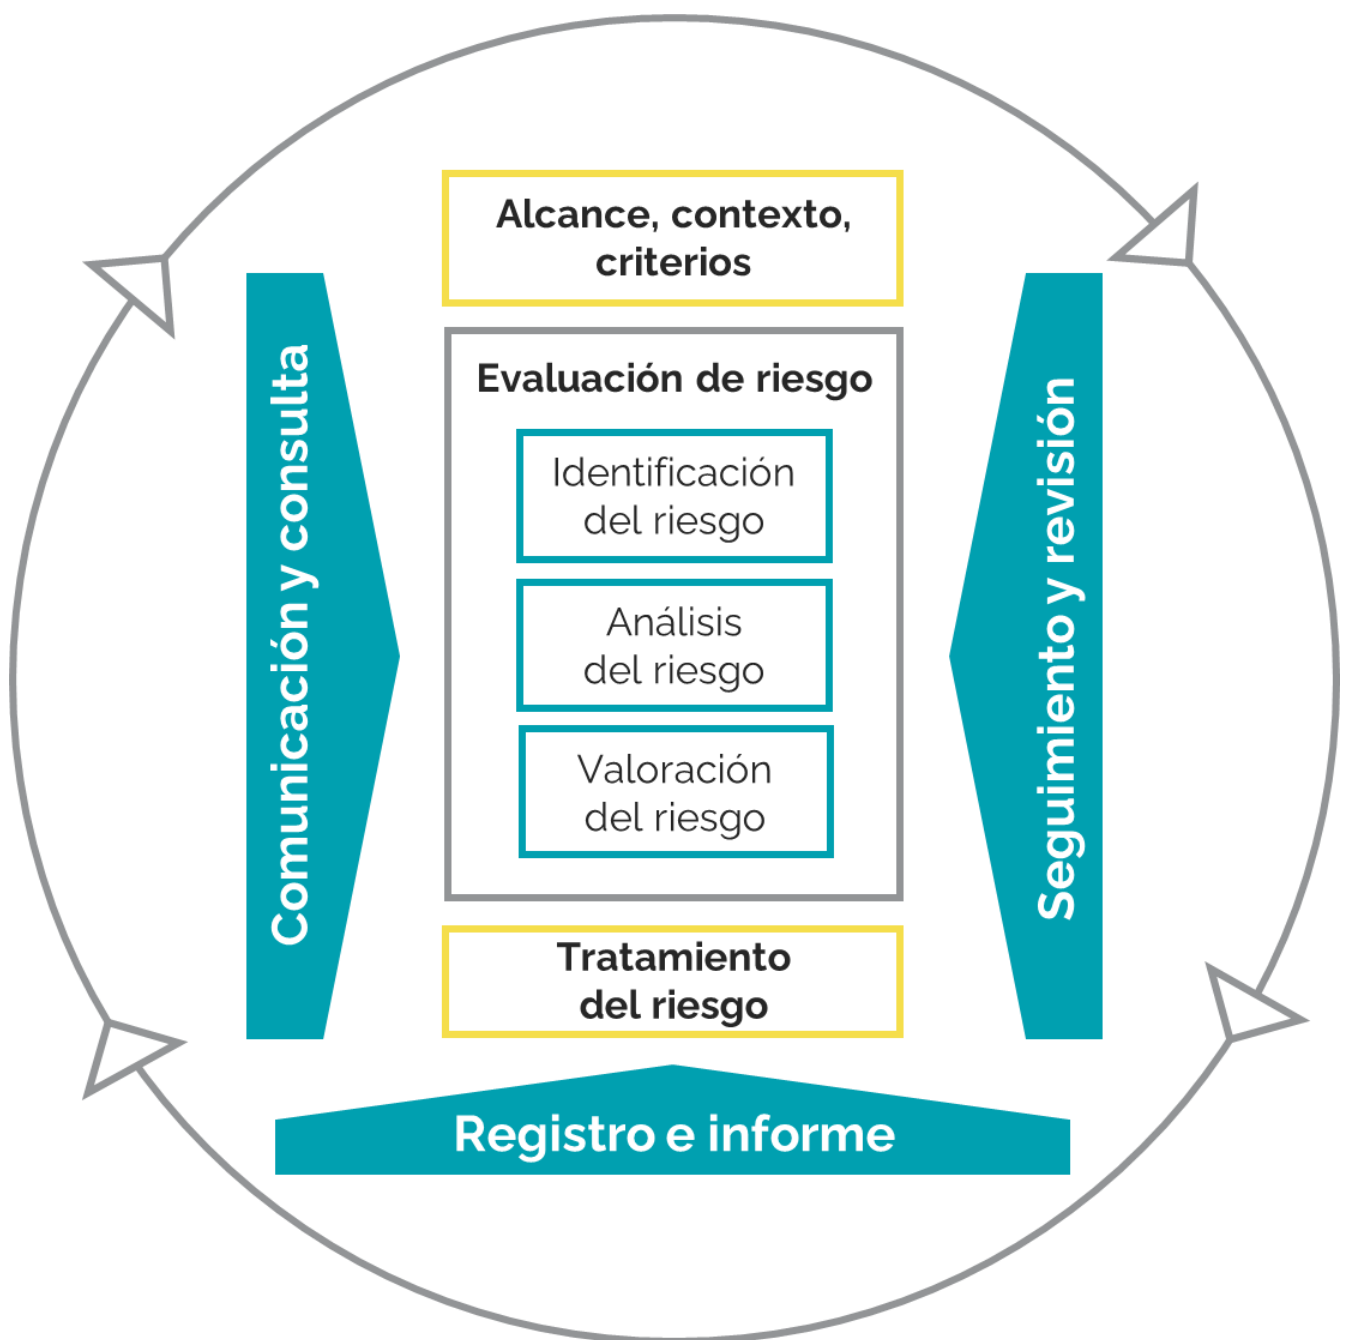 Alcance, contexto,
criterios
Evaluación de riesgo
Identificación
del riesgo
Análisis
del riesgo
Valoración
del riesgo
Tratamiento
del riesgo
Comunicación y consulta
Seguimiento y revisión
Registro e informe